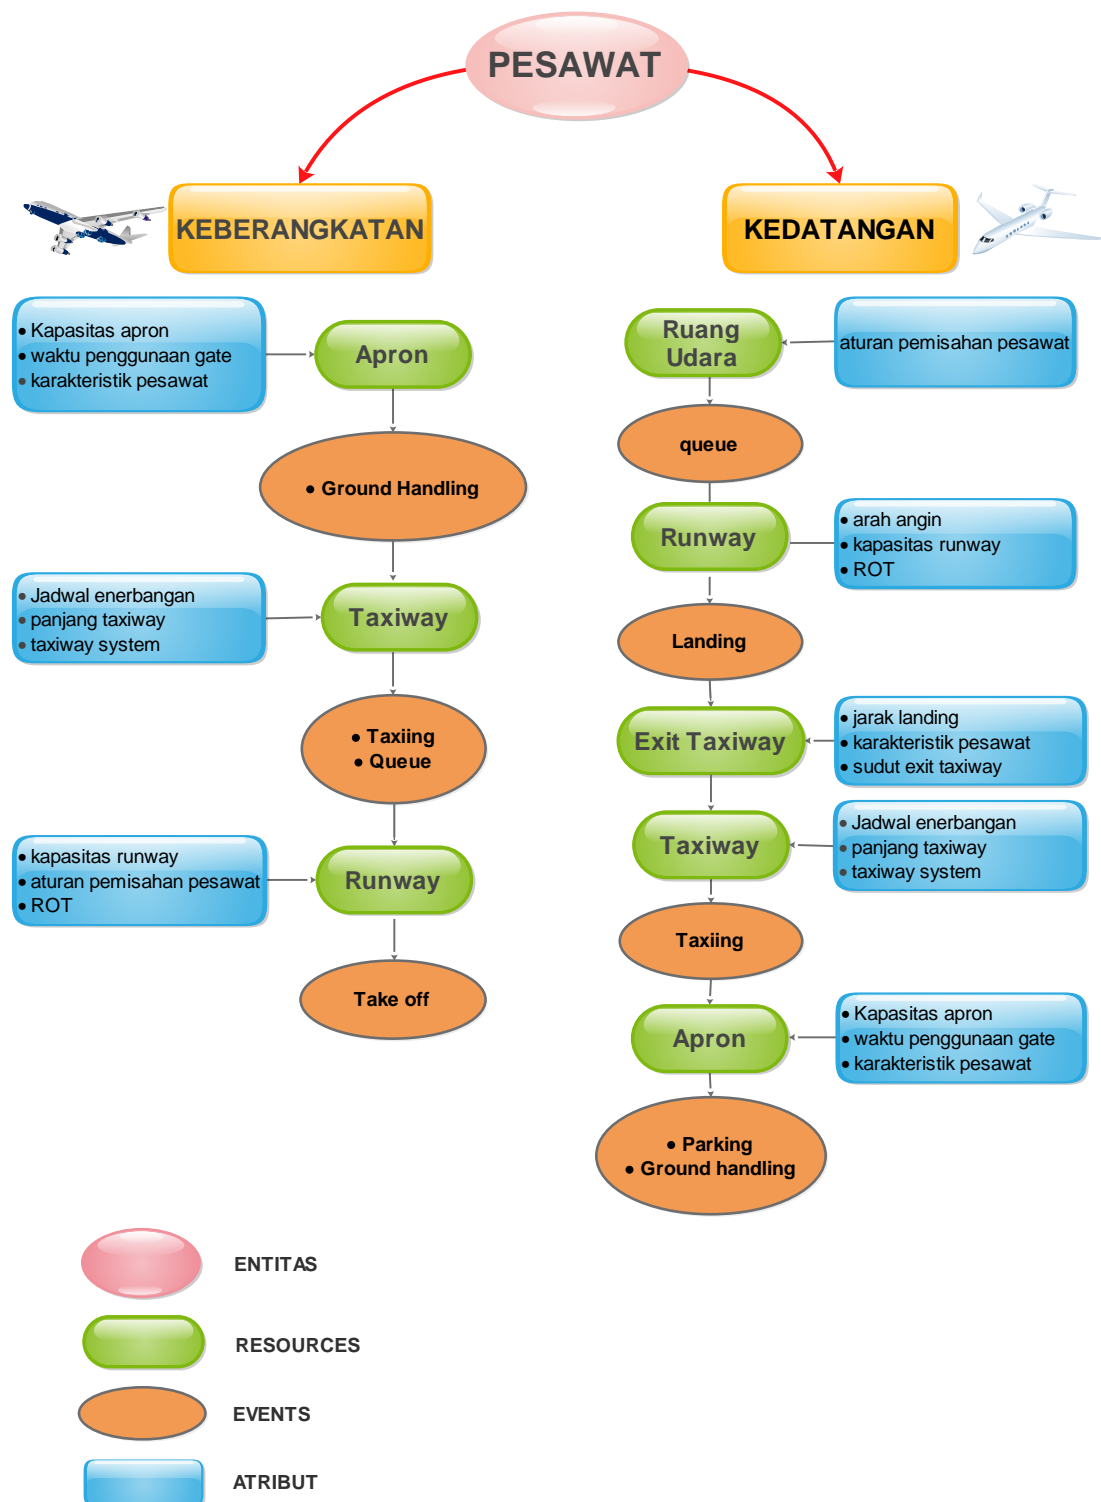 PESAWAT
KEBERANGKATAN
KEDATANGAN
• Kapasitas apron
• waktu penggunaan gate
• karakteristik pesawat
Apron
• Ground Handling
• Jadwal enerbangan
• panjang taxiway
• taxiway system
Taxiway
• Taxiing
• Queue
• kapasitas runway
• aturan pemisahan pesawat
• ROT
Runway
Take off
Ruang
Udara
aturan pemisahan pesawat
queue
Runway
• arah angin
• kapasitas runway
• ROT
Landing
Exit Taxiway
• jarak landing
• karakteristik pesawat
• sudut exit taxiway
Taxiway
• Jadwal enerbangan
• panjang taxiway
• taxiway system
Taxiing
Apron
• Kapasitas apron
• waktu penggunaan gate
• karakteristik pesawat
• Parking
• Ground handling
ENTITAS
RESOURCES
EVENTS
ATRIBUT